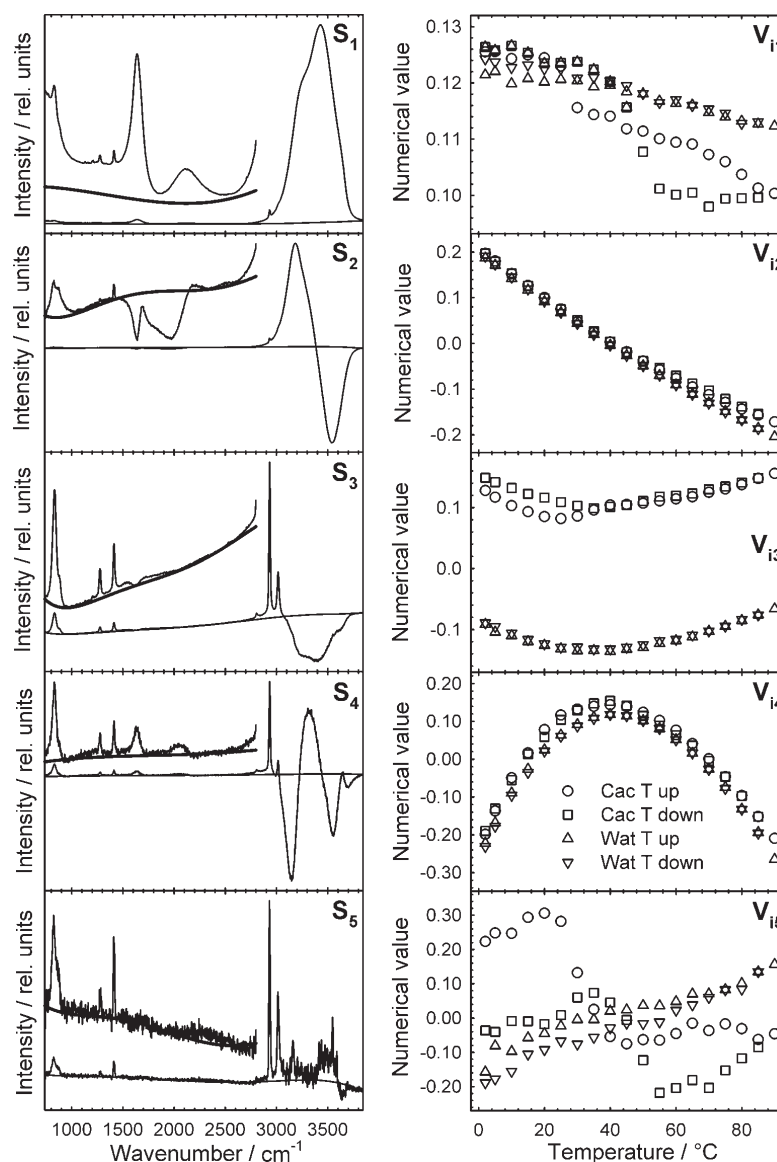 Intensity / rel. units
S1
Intensity / rel. units
S2
Intensity / rel. units
S3
Intensity / rel. units
S4
Intensity / rel. units
S5
1000 1500 2000 2500 3000 3500
Wavenumber / cm-1
Numerical value
0.13
0.12
0.11
0.10
Vi1
Numerical value
0.2
0.1
0.0
-0.1
-0.2
Vi2
Numerical value
0.1
0.0
-0.1
Vi3
Numerical value
0.20
0.10
0.00
-0.10
-0.20
-0.30
Vi4
Cac T up
Cac T down
Wat T up
Wat T down
Numerical value
0.30
0.20
0.10
0.00
-0.10
-0.20
Vi5
0 20 40 60 80
Temperature / °C